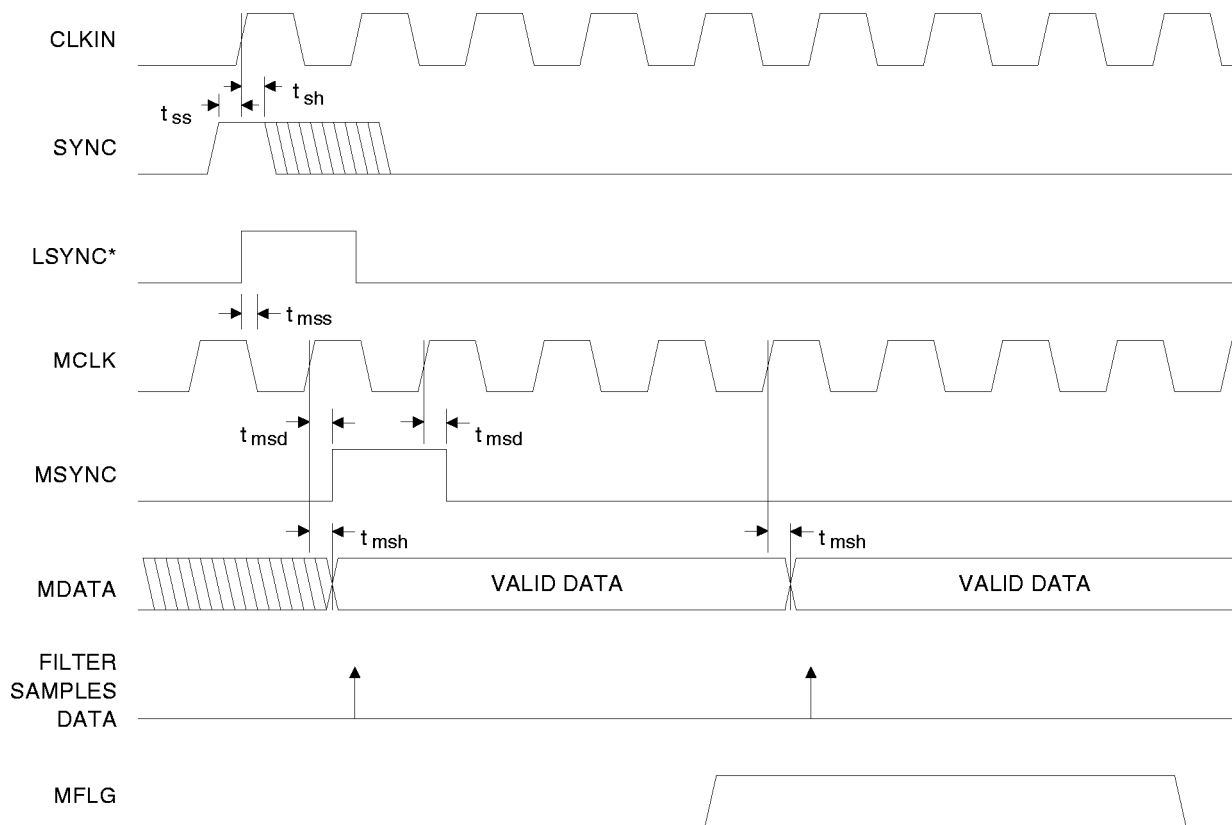 CLKIN
t sh
t ss
SYNC
LSYNC*
t mss
MCLK
t msd
t msd
MSYNC
t msh
t msh
MDATA
VALID DATA
VALID DATA
FILTER
SAMPLES
DATA
MFLG